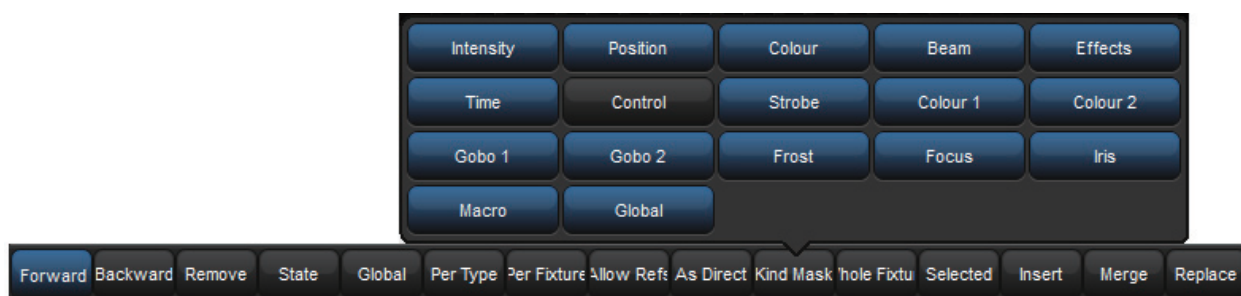 Intensity Position Colour Beam Effects
Time Control Strobe Colour 1 Colour 2
Gobo 1 Gobo 2 Frost Focus Iris
Macro Global
Forward Backward Remove State Global Per Type Per Fixture Allow Refs As Direct Kind Mask hole Fixtu Selected Insert Merge Replace